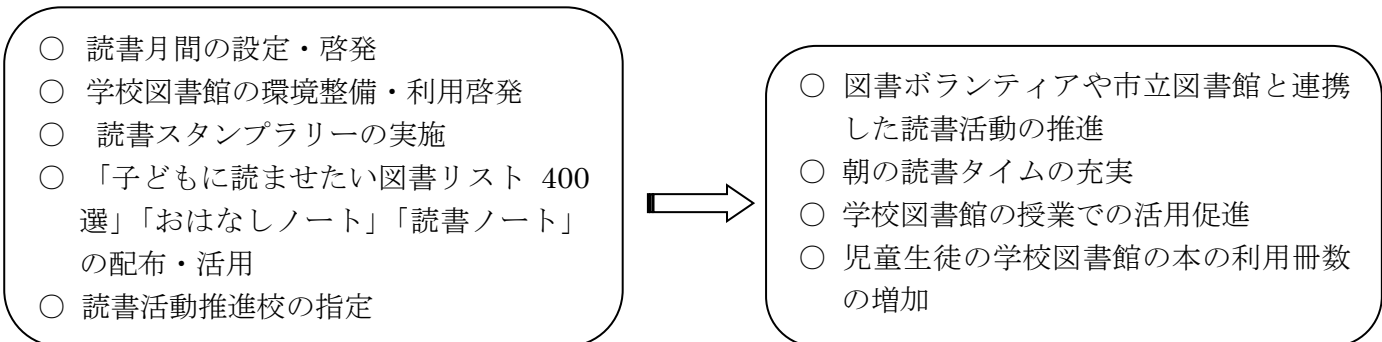 ○ 読書月間の設定・啓発
○ 学校図書館の環境整備・利用啓発
○ 読書スタンプラリーの実施
○ 「子どもに読ませたい図書リスト 400
選」「おはなしノート」「読書ノート」
の配布・活用
○ 読書活動推進校の指定
○ 図書ボランティアや市立図書館と連携
した読書活動の推進
○ 朝の読書タイムの充実
○ 学校図書館の授業での活用促進
○ 児童生徒の学校図書館の本の利用冊数
の増加